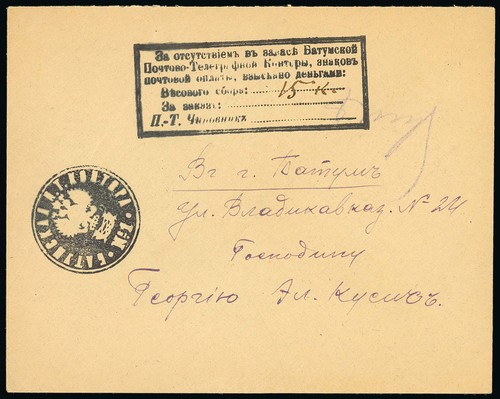 За отсутствіемъ въ запасѣ Батумской
Почтово-Телеграфной Конторы, знаковъ
почтовой оплаты, взыскано деньгами:
Вѣсового сбора: 15 к.
За заказъ:
П.-Т. Чиновникъ
Въ г. Батумъ
Ул. Владикавказ. № 24
Господину
Георгію Ал. Кусисъ.